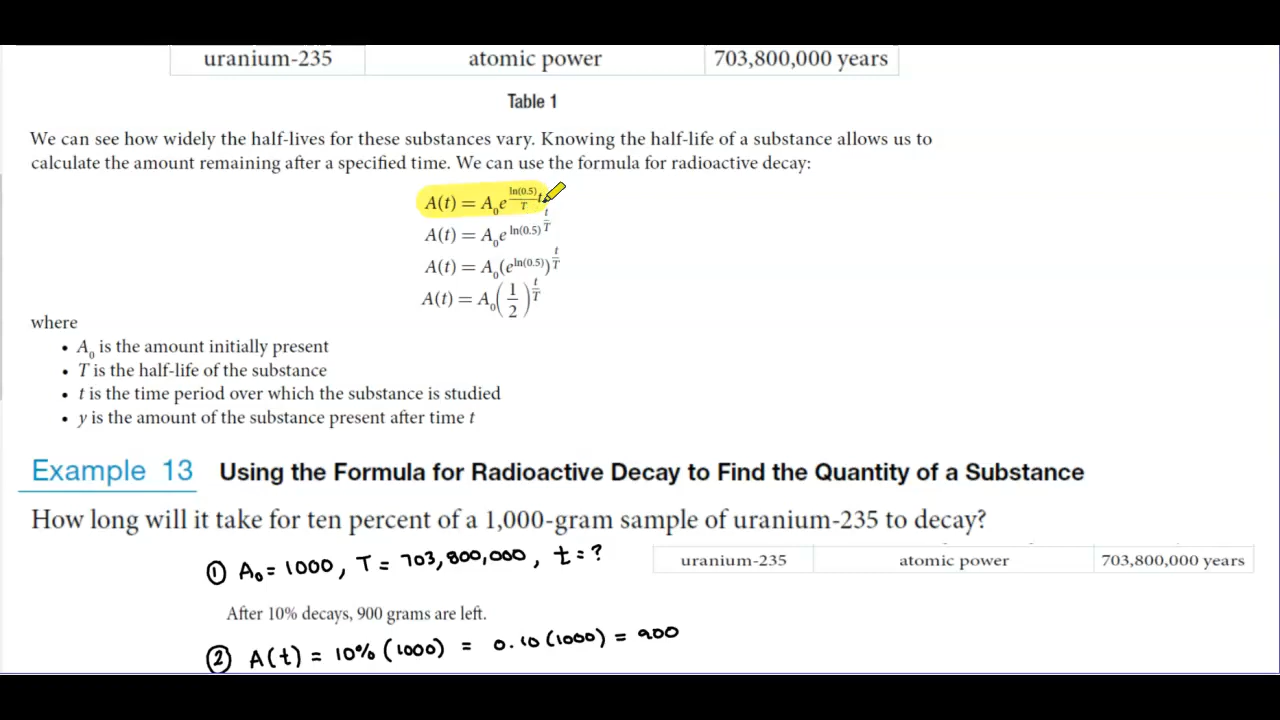 uranium-235 atomic power 703,800,000 years
Table 1
We can see how widely the half-lives for these substances vary. Knowing the half-life of a substance allows us to
calculate the amount remaining after a specified time. We can use the formula for radioactive decay:
A(t) = A₀e^(ln(0.5)/T t)
A(t) = A₀e^(ln(0.5) t/T)
A(t) = A₀(e^(ln(0.5)))^(t/T)
A(t) = A₀(1/2)^(t/T)
where
• A₀ is the amount initially present
• T is the half-life of the substance
• t is the time period over which the substance is studied
• y is the amount of the substance present after time t
Example 13 Using the Formula for Radioactive Decay to Find the Quantity of a Substance
How long will it take for ten percent of a 1,000-gram sample of uranium-235 to decay?
① A₀ = 1000, T = 703,800,000, t = ?
uranium-235 atomic power 703,800,000 years
After 10% decays, 900 grams are left.
② A(t) = 10% (1000) = 0.10 (1000) = 900